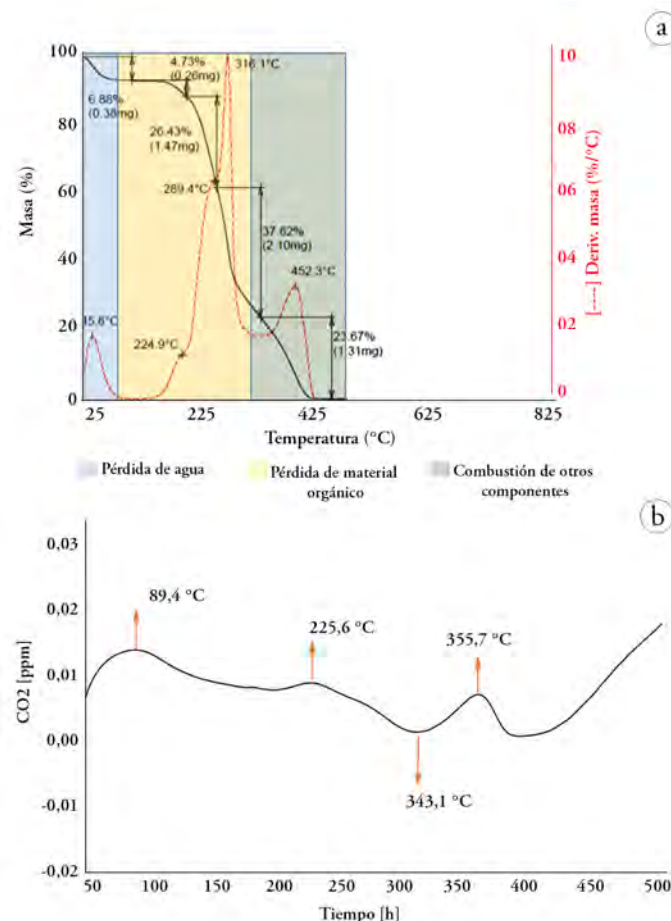 a
100
80
60
40
20
0
Masa (%)
4.73%
(0.26mg)
316.1°C
6.88%
(0.38mg)
26.43%
(1.47mg)
289.4°C
37.62%
(2.10mg)
452.3°C
224.9°C
23.67%
(1.31mg)
10
08
06
04
02
0
[----] Deriv. masa (%/°C)
25 225 425 625 825
Temperatura (°C)
Pérdida de agua
Pérdida de material
orgánico
Combustión de otros
componentes
b
0,03
0,02
0,01
0,00
-0,01
-0,02
CO2 [ppm]
89,4 °C
225,6 °C
355,7 °C
343,1 °C
50 100 150 200 250 300 350 400 450 500
Tiempo [h]